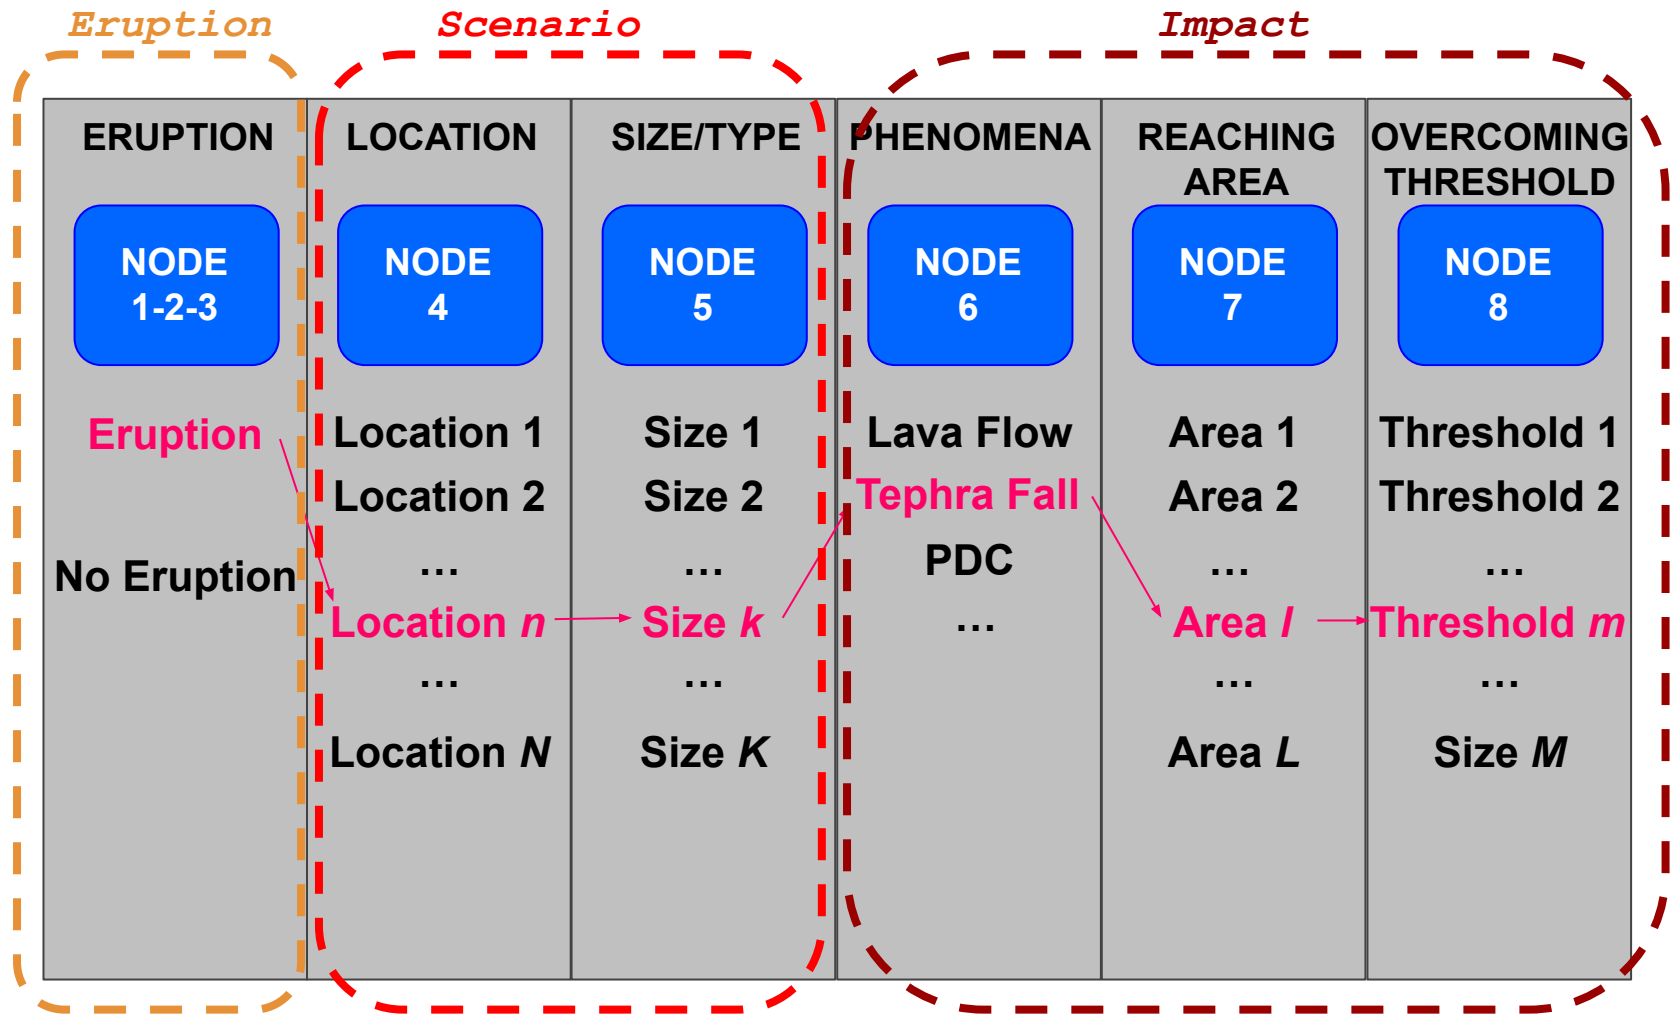 Eruption
Scenario
Impact
ERUPTION
NODE
1-2-3
Eruption
No Eruption
LOCATION
NODE
4
Location 1
Location 2
...
Location n
...
Location N
SIZE/TYPE
NODE
5
Size 1
Size 2
...
Size k
...
Size K
PHENOMENA
NODE
6
Lava Flow
Tephra Fall
PDC
...
REACHING
AREA
NODE
7
Area 1
Area 2
...
Area l
...
Area L
OVERCOMING
THRESHOLD
NODE
8
Threshold 1
Threshold 2
...
Threshold m
...
Size M